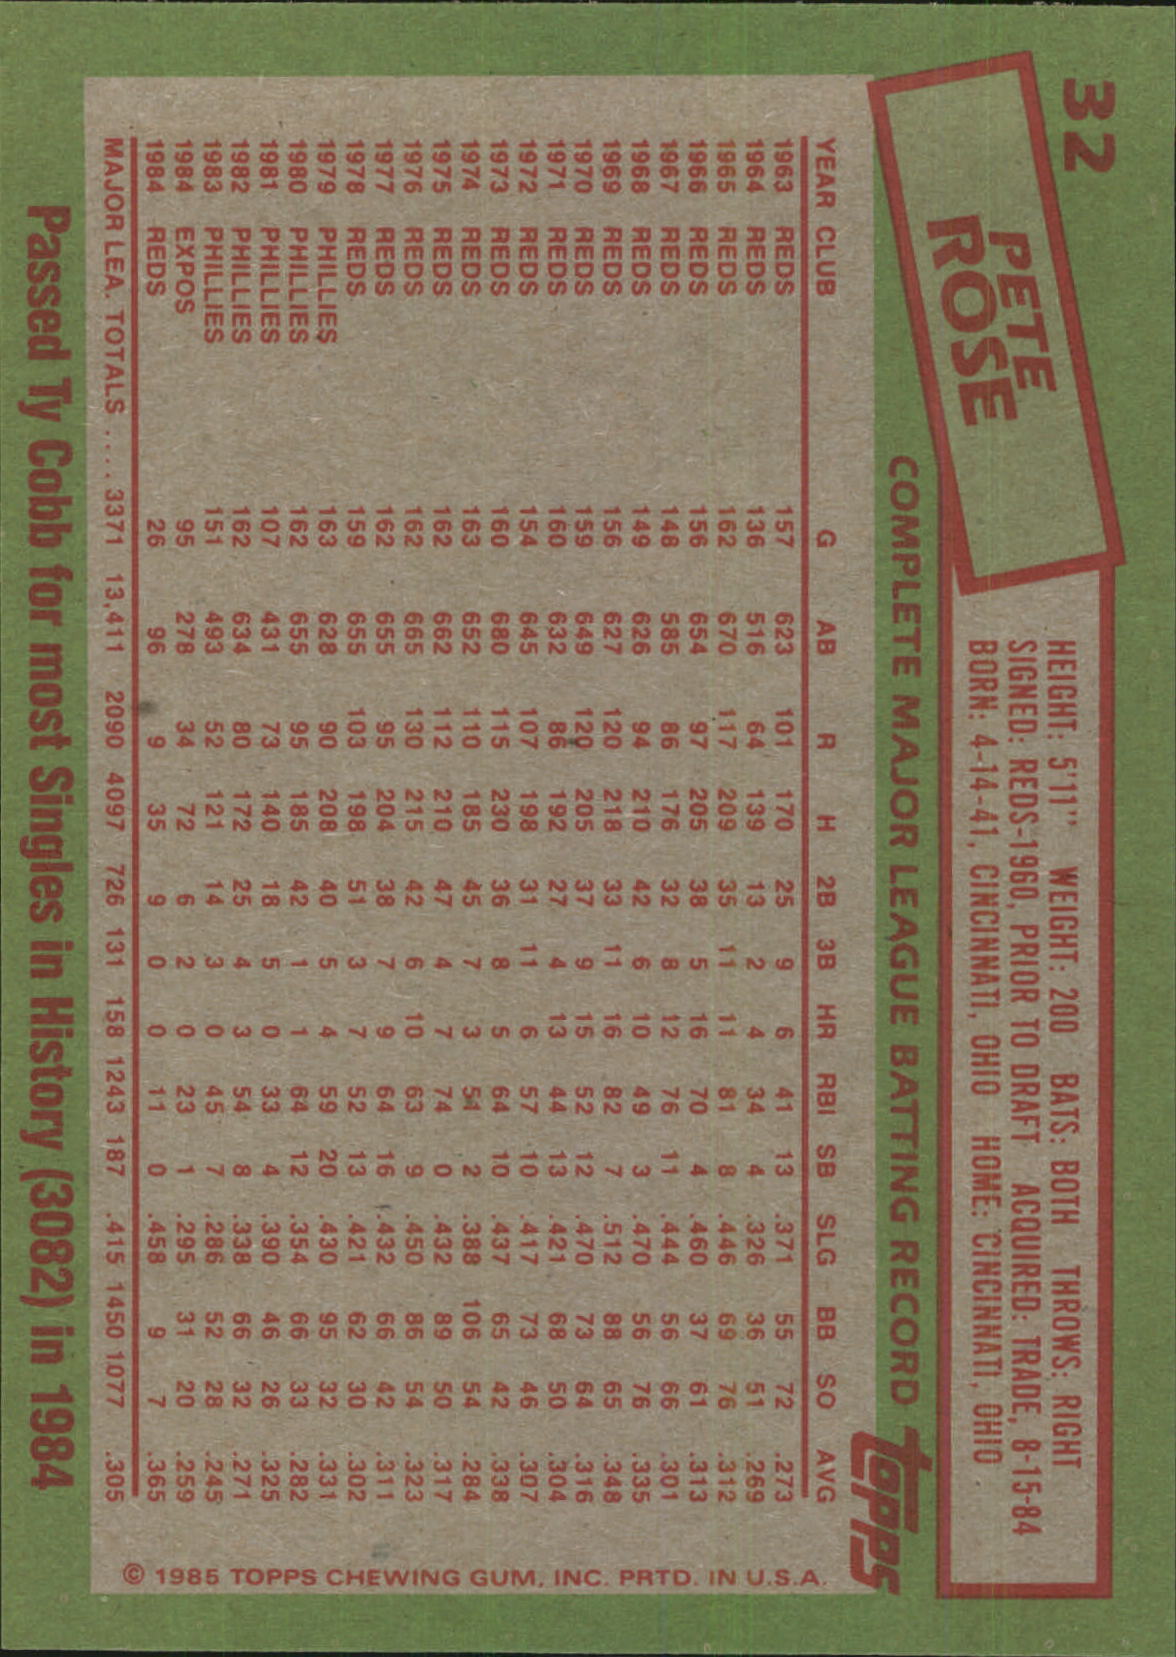 32
PETE
ROSE
HEIGHT: 5'11" WEIGHT: 200 BATS: BOTH THROWS: RIGHT
SIGNED: REDS-1960, PRIOR TO DRAFT ACQUIRED: TRADE, 8-15-84
BORN: 4-14-41, CINCINNATI, OHIO HOME: CINCINNATI, OHIO
COMPLETE MAJOR LEAGUE BATTING RECORD
topps
YEAR CLUB G AB R H 2B 3B HR RBI SB SLG BB SO AVG
1963 REDS 157 623 101 170 25 9 6 41 13 .371 55 72 .273
1964 REDS 136 516 64 139 13 2 4 34 4 .326 36 51 .269
1965 REDS 162 670 117 209 35 11 11 81 8 .446 69 76 .312
1966 REDS 156 654 97 205 38 5 16 70 4 .460 37 61 .313
1967 REDS 148 585 86 176 32 8 12 76 11 .444 56 66 .301
1968 REDS 149 626 94 210 42 6 10 49 3 .470 56 76 .335
1969 REDS 156 627 120 218 33 11 16 82 7 .512 88 65 .348
1970 REDS 159 649 120 205 37 9 15 52 12 .470 73 64 .316
1971 REDS 160 632 86 192 27 4 13 44 13 .421 68 50 .304
1972 REDS 154 645 107 198 31 11 6 57 10 .417 73 46 .307
1973 REDS 160 680 115 230 36 8 5 64 10 .437 65 42 .338
1974 REDS 163 652 110 185 45 7 3 51 2 .388 106 54 .284
1975 REDS 162 662 112 210 47 4 7 74 0 .432 89 50 .317
1976 REDS 162 665 130 215 42 6 10 63 9 .450 86 54 .323
1977 REDS 162 655 95 204 38 7 9 64 16 .432 66 42 .311
1978 REDS 159 655 103 198 51 3 7 52 13 .421 62 30 .302
1979 PHILLIES 163 628 90 208 40 5 4 59 20 .430 95 32 .331
1980 PHILLIES 162 655 95 185 42 1 1 64 12 .354 66 33 .282
1981 PHILLIES 107 431 73 140 18 5 0 33 4 .390 46 26 .325
1982 PHILLIES 162 634 80 172 25 4 3 54 8 .338 66 32 .271
1983 PHILLIES 151 493 52 121 14 3 0 45 7 .286 52 28 .245
1984 EXPOS 95 278 34 72 6 2 0 23 1 .295 31 20 .259
1984 REDS 26 96 9 35 9 0 0 11 0 .458 9 7 .365
MAJOR LEA. TOTALS ..... 3371 13,411 2090 4097 726 131 158 1243 187 .415 1450 1077 .305
© 1985 TOPPS CHEWING GUM, INC. PRTD. IN U.S.A.
Passed Ty Cobb for most Singles in History (3082) in 1984